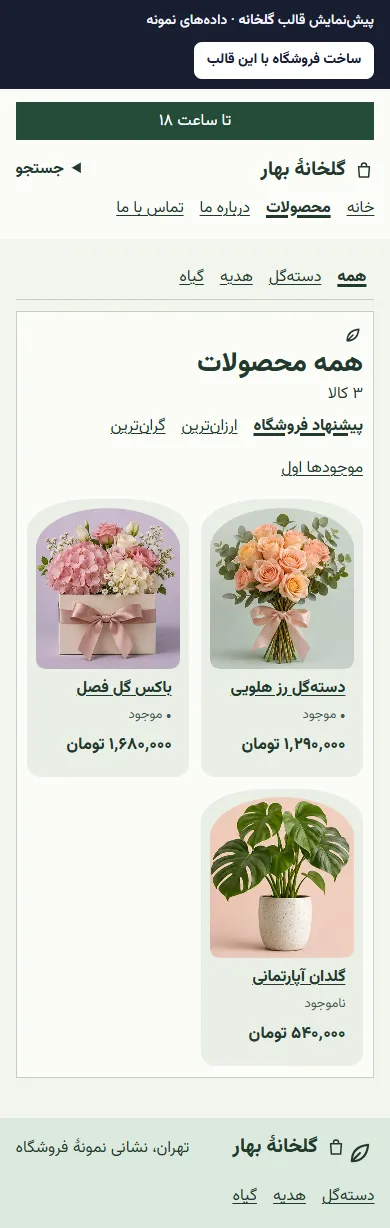 پیش‌نمایش قالب گلخانه · داده‌های نمونه
ساخت فروشگاه با این قالب
تا ساعت ۱۸
گلخانهٔ بهار
جستجو
خانه محصولات درباره ما تماس با ما
همه دسته‌گل هدیه گیاه
همه محصولات
۳ کالا
پیشنهاد فروشگاه ارزان‌ترین گران‌ترین
موجودها اول
دسته‌گل رز هلویی
• موجود
۱,۲۹۰,۰۰۰ تومان
باکس گل فصل
• موجود
۱,۶۸۰,۰۰۰ تومان
گلدان آپارتمانی
ناموجود
۵۴۰,۰۰۰ تومان
گلخانهٔ بهار
تهران، نشانی نمونهٔ فروشگاه
دسته‌گل هدیه گیاه